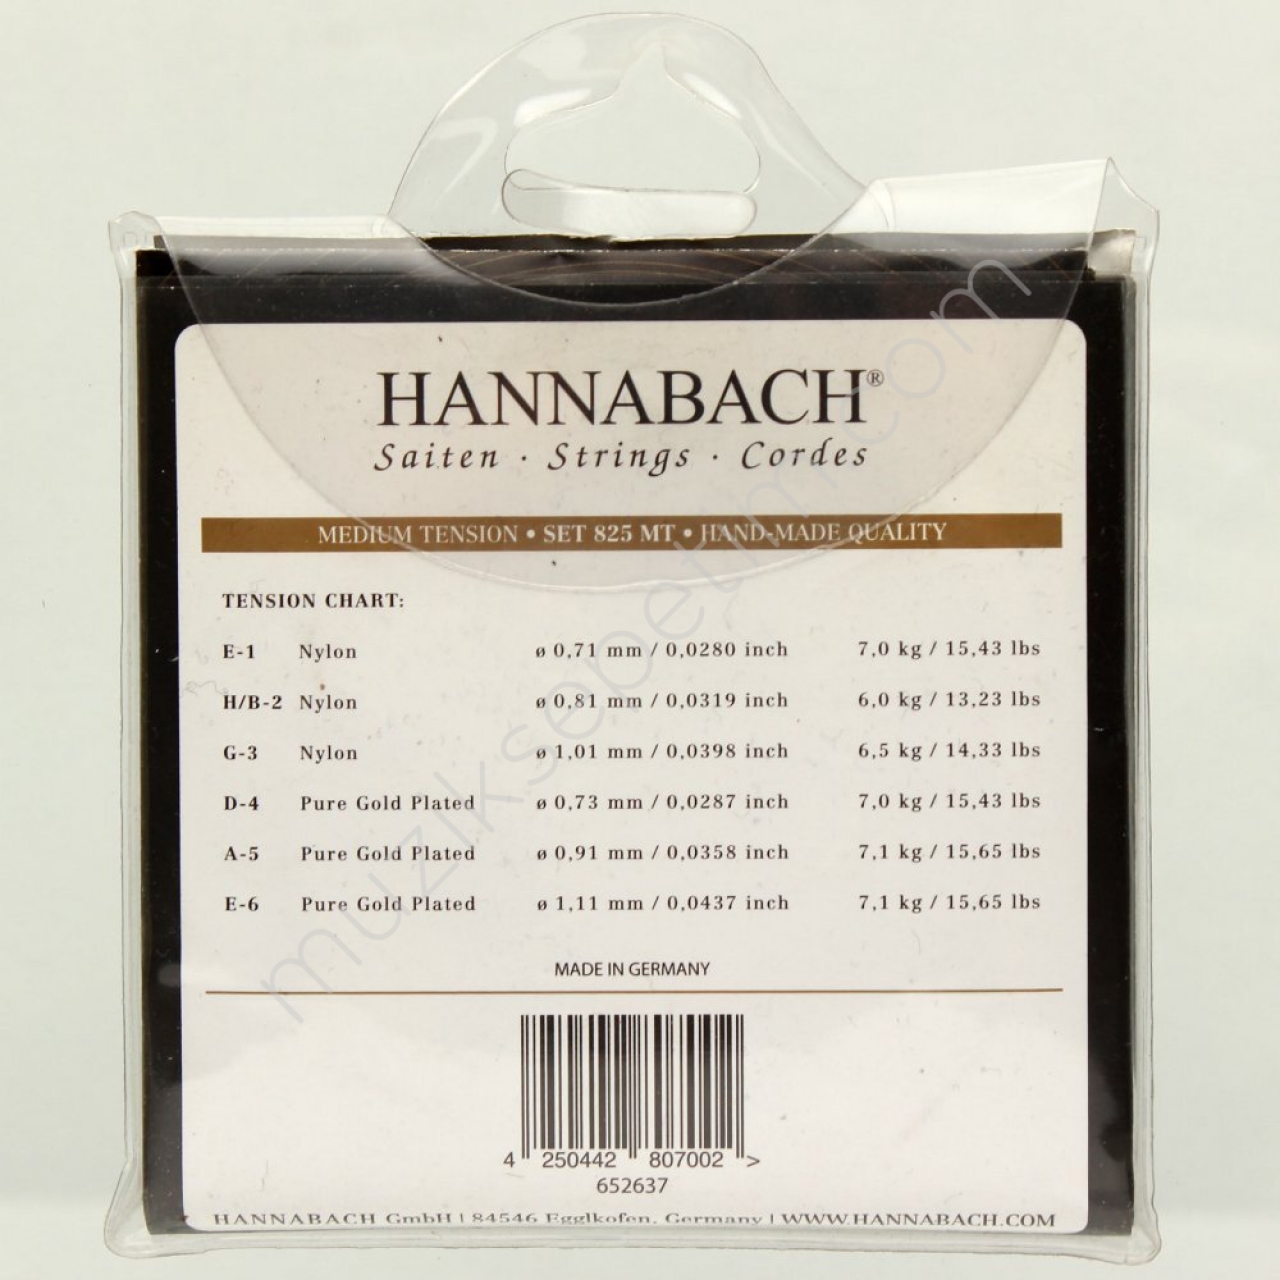 HANNABACH®
Saiten · Strings · Cordes
MEDIUM TENSION • SET 825 MT • HAND-MADE QUALITY
TENSION CHART:
E-1 Nylon ø 0,71 mm / 0,0280 inch 7,0 kg / 15,43 lbs
H/B-2 Nylon ø 0,81 mm / 0,0319 inch 6,0 kg / 13,23 lbs
G-3 Nylon ø 1,01 mm / 0,0398 inch 6,5 kg / 14,33 lbs
D-4 Pure Gold Plated ø 0,73 mm / 0,0287 inch 7,0 kg / 15,43 lbs
A-5 Pure Gold Plated ø 0,91 mm / 0,0358 inch 7,1 kg / 15,65 lbs
E-6 Pure Gold Plated ø 1,11 mm / 0,0437 inch 7,1 kg / 15,65 lbs
MADE IN GERMANY
4 250442 807002 >
652637
HANNABACH GmbH | 84546 Egglkofen, Germany | WWW.HANNABACH.COM
muziksepetim.com